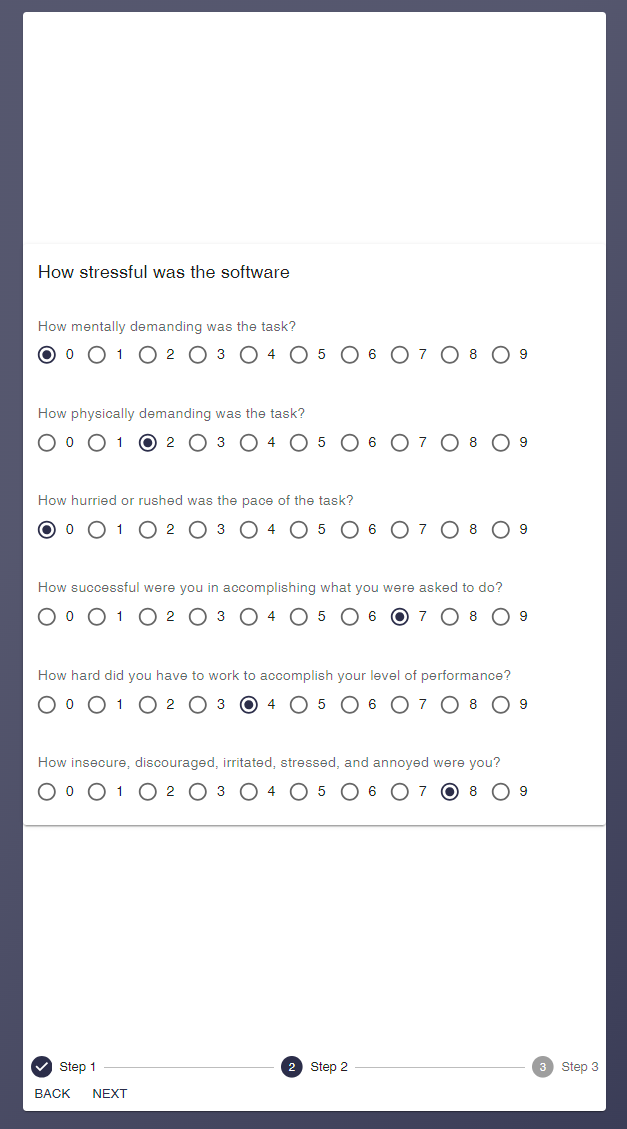 How stressful was the software
How mentally demanding was the task?
0 1 2 3 4 5 6 7 8 9
How physically demanding was the task?
0 1 2 3 4 5 6 7 8 9
How hurried or rushed was the pace of the task?
0 1 2 3 4 5 6 7 8 9
How successful were you in accomplishing what you were asked to do?
0 1 2 3 4 5 6 7 8 9
How hard did you have to work to accomplish your level of performance?
0 1 2 3 4 5 6 7 8 9
How insecure, discouraged, irritated, stressed, and annoyed were you?
0 1 2 3 4 5 6 7 8 9
Step 1 2 Step 2 3 Step 3
BACK NEXT